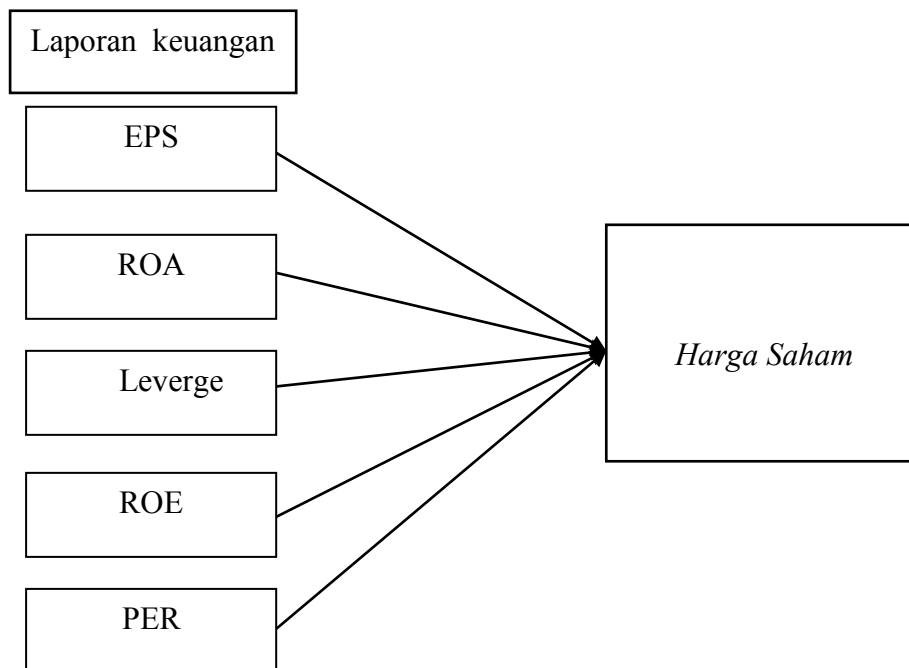 Laporan keuangan
EPS
ROA
Leverge
ROE
PER
Harga Saham